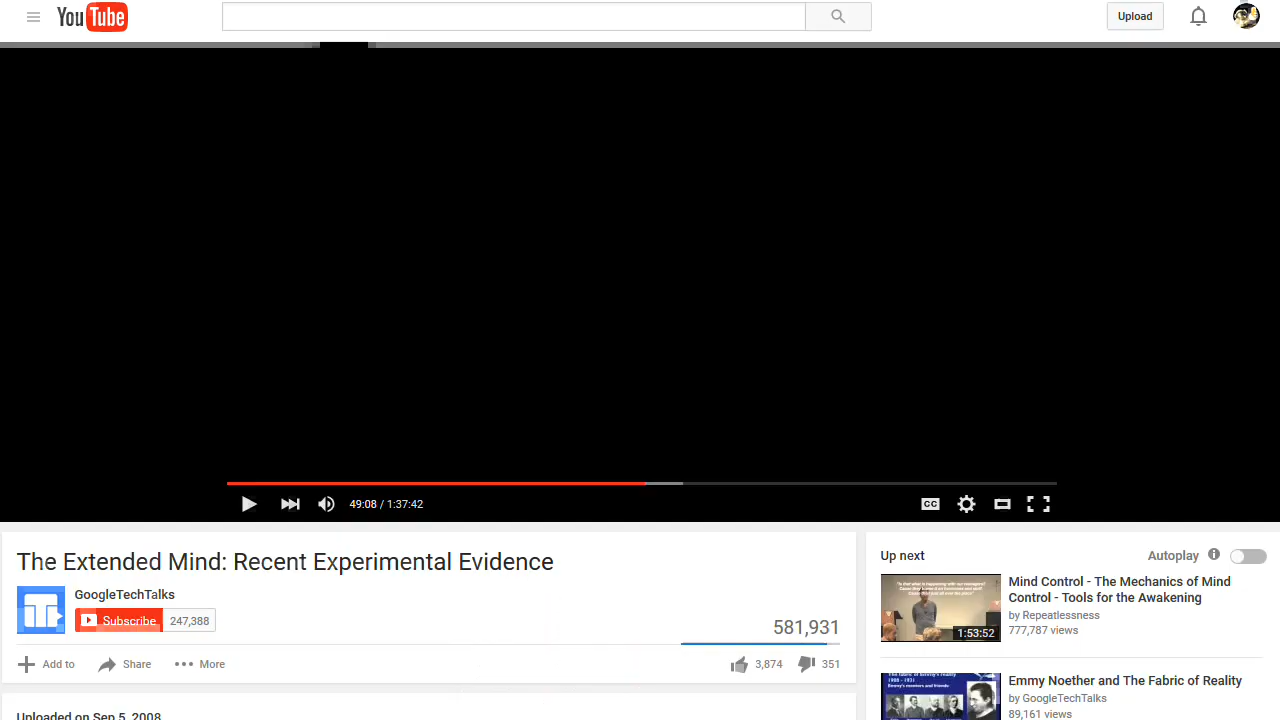 YouTube
Upload
49:08 / 1:37:42
CC
The Extended Mind: Recent Experimental Evidence
GoogleTechTalks
Subscribe 247,388
581,931
Add to Share More 3,874 351
Uploaded on Sep 5, 2008
Up next Autoplay
1:53:52
Mind Control - The Mechanics of Mind
Control - Tools for the Awakening
by Repeatlessness
777,787 views
Emmy Noether and The Fabric of Reality
by GoogleTechTalks
89,161 views